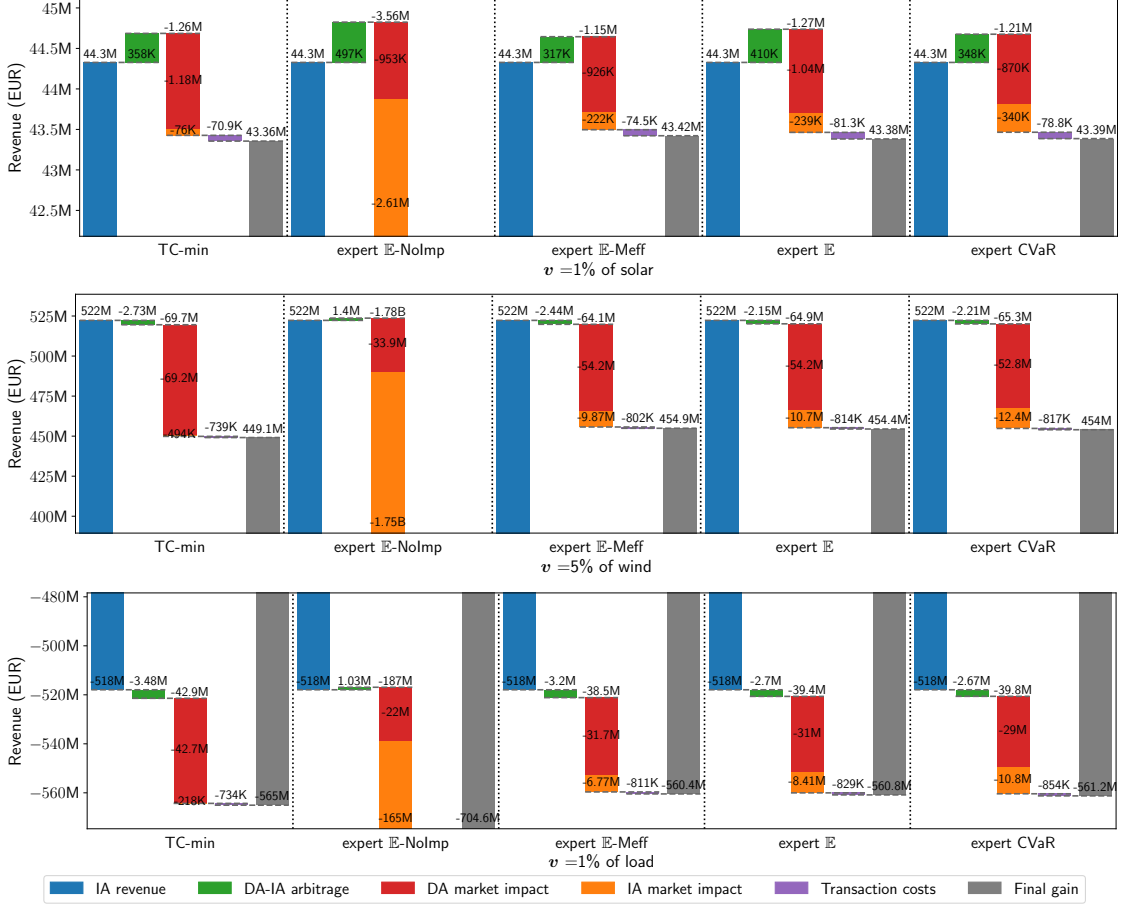 Revenue (EUR)
45M
44.5M
44M
43.5M
43M
42.5M
44.3M 358K -1.26M -1.18M -76K -70.9K 43.36M
44.3M 497K -3.56M -953K -2.61M
44.3M 317K -1.15M -926K -222K -74.5K 43.42M
44.3M 410K -1.27M -1.04M -239K -81.3K 43.38M
44.3M 348K -1.21M -870K -340K -78.8K 43.39M
TC-min expert 𝔼-NoImp expert 𝔼-Meff expert 𝔼 expert CVaR
v =1% of solar
Revenue (EUR)
525M
500M
475M
450M
425M
400M
522M -2.73M -69.7M -69.2M -494K -739K 449.1M
522M 1.4M -1.78B -33.9M -1.75B
522M -2.44M -64.1M -54.2M -9.87M -802K 454.9M
522M -2.15M -64.9M -54.2M -10.7M -814K 454.4M
522M -2.21M -65.3M -52.8M -12.4M -817K 454M
TC-min expert 𝔼-NoImp expert 𝔼-Meff expert 𝔼 expert CVaR
v =5% of wind
Revenue (EUR)
−480M
−500M
−520M
−540M
−560M
-518M -3.48M -42.9M -42.7M -218K -734K -565M
-518M 1.03M -187M -22M -165M -704.6M
-518M -3.2M -38.5M -31.7M -6.77M -811K -560.4M
-518M -2.7M -39.4M -31M -8.41M -829K -560.8M
-518M -2.67M -39.8M -29M -10.8M -854K -561.2M
TC-min expert 𝔼-NoImp expert 𝔼-Meff expert 𝔼 expert CVaR
v =1% of load
IA revenue DA-IA arbitrage DA market impact IA market impact Transaction costs Final gain